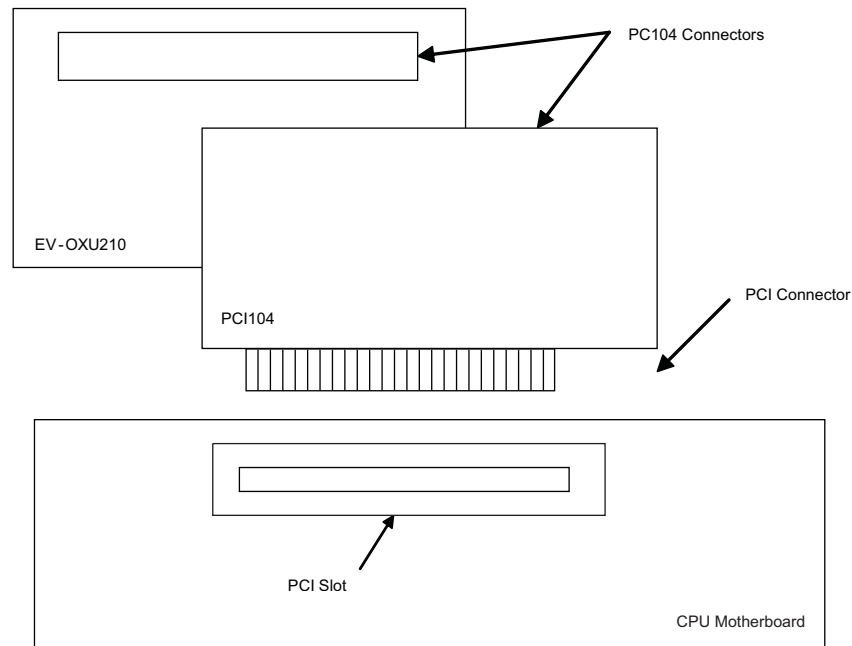 PC104 Connectors
EV-OXU210
PCI Connector
PCI104
PCI Slot
CPU Motherboard